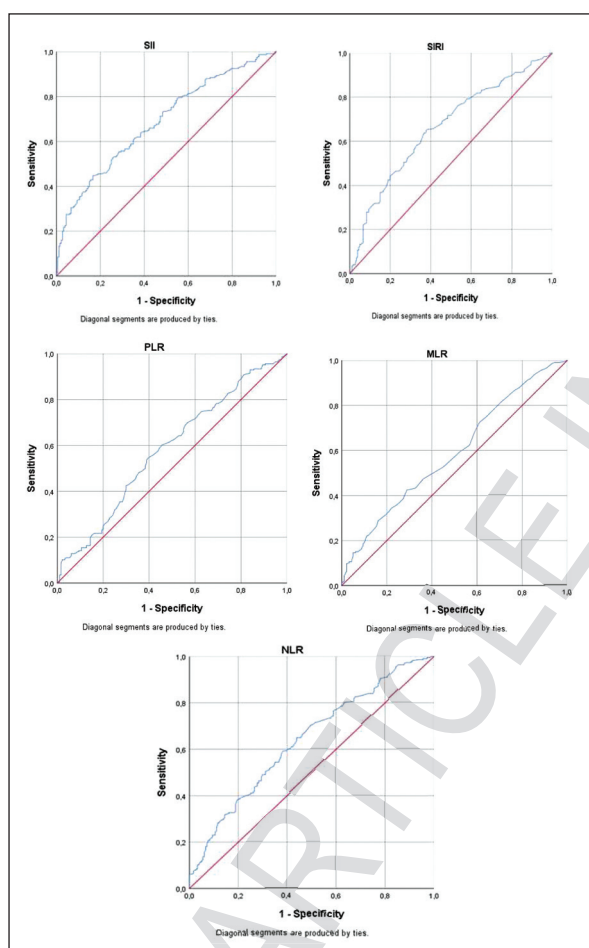 SII
1,0
0,8
0,6
0,4
0,2
0,0
Sensitivity
0,0 0,2 0,4 0,6 0,8 1,0
1 - Specificity
Diagonal segments are produced by ties.
SIRI
1,0
0,8
0,6
0,4
0,2
0,0
Sensitivity
0,0 0,2 0,4 0,6 0,8 1,0
1 - Specificity
Diagonal segments are produced by ties.
PLR
1,0
0,8
0,6
0,4
0,2
0,0
Sensitivity
0,0 0,2 0,4 0,6 0,8 1,0
1 - Specificity
Diagonal segments are produced by ties.
MLR
1,0
0,8
0,6
0,4
0,2
0,0
Sensitivity
0,0 0,2 0,4 0,6 0,8 1,0
1 - Specificity
Diagonal segments are produced by ties.
NLR
1,0
0,8
0,6
0,4
0,2
0,0
Sensitivity
0,0 0,2 0,4 0,6 0,8 1,0
1 - Specificity
Diagonal segments are produced by ties.
ARTICLE IN